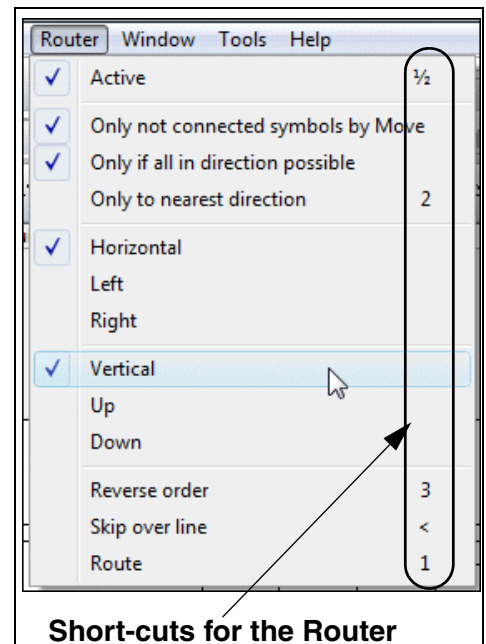 Router Window Tools Help
Active ½
Only not connected symbols by Move
Only if all in direction possible
Only to nearest direction 2
Horizontal
Left
Right
Vertical
Up
Down
Reverse order 3
Skip over line <
Route 1
Short-cuts for the Router